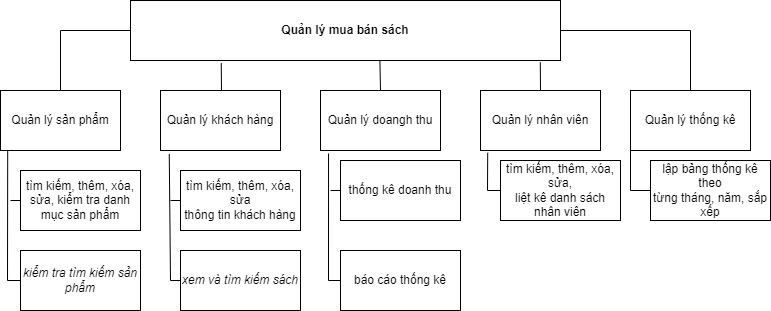 Quản lý mua bán sách
Quản lý sản phẩm
Quản lý khách hàng
Quản lý doangh thu
Quản lý nhân viên
Quản lý thống kê
tìm kiếm, thêm, xóa,
sửa, kiểm tra danh
mục sản phẩm
tìm kiếm, thêm, xóa,
sửa
thông tin khách hàng
thống kê doanh thu
tìm kiếm, thêm, xóa,
sửa,
liệt kê danh sách
nhân viên
lập bảng thống kê
theo
từng tháng, năm, sắp
xếp
kiểm tra tìm kiếm sản
phẩm
xem và tìm kiếm sách
báo cáo thống kê